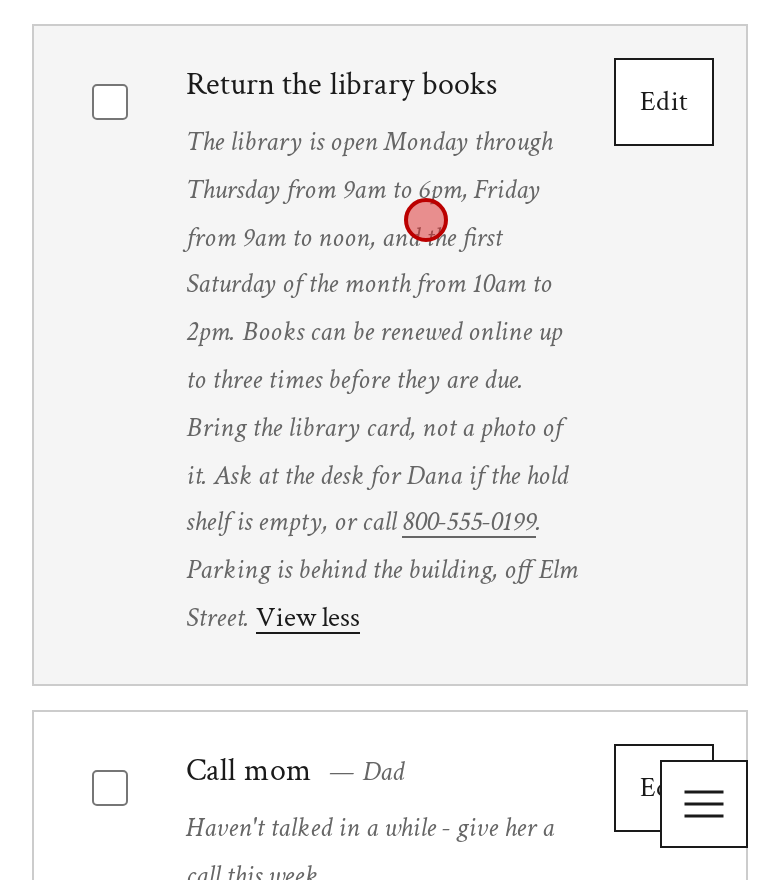 Return the library books
Edit
The library is open Monday through
Thursday from 9am to 6pm, Friday
from 9am to noon, and the first
Saturday of the month from 10am to
2pm. Books can be renewed online up
to three times before they are due.
Bring the library card, not a photo of
it. Ask at the desk for Dana if the hold
shelf is empty, or call 800-555-0199.
Parking is behind the building, off Elm
Street. View less
Call mom — Dad
Haven't talked in a while - give her a
call this week